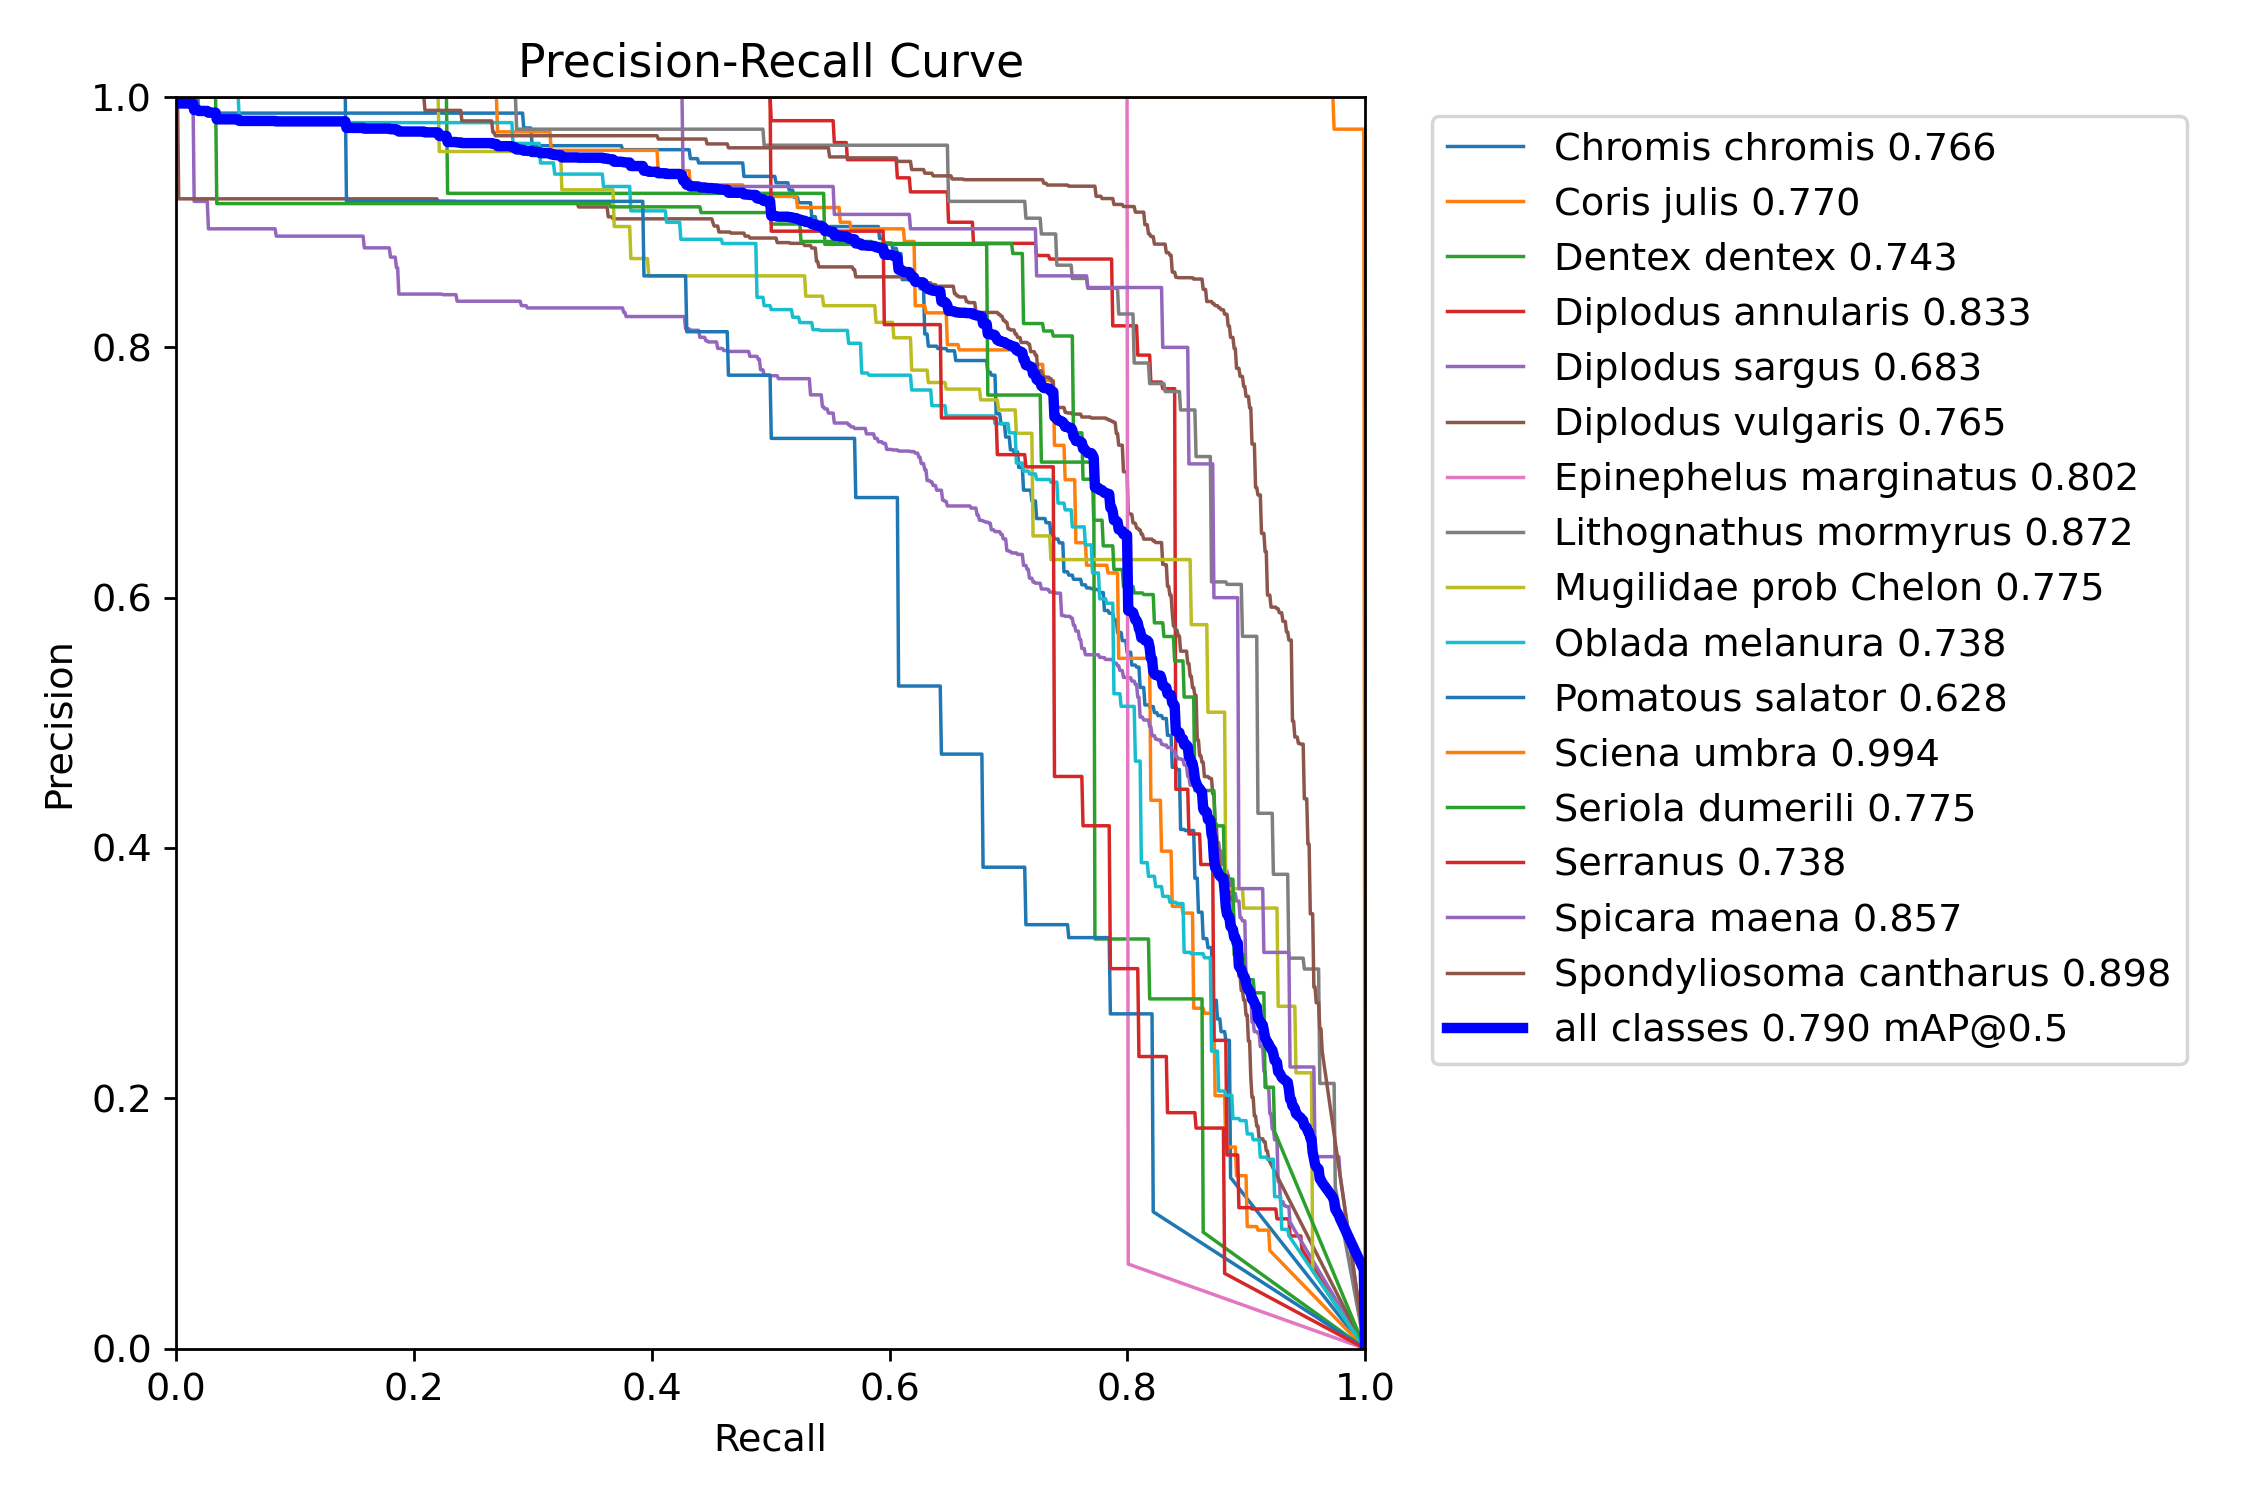 Precision-Recall Curve
1.0
0.8
0.6
0.4
0.2
0.0
Precision
0.0 0.2 0.4 0.6 0.8 1.0
Recall
Chromis chromis 0.766
Coris julis 0.770
Dentex dentex 0.743
Diplodus annularis 0.833
Diplodus sargus 0.683
Diplodus vulgaris 0.765
Epinephelus marginatus 0.802
Lithognathus mormyrus 0.872
Mugilidae prob Chelon 0.775
Oblada melanura 0.738
Pomatous salator 0.628
Sciena umbra 0.994
Seriola dumerili 0.775
Serranus 0.738
Spicara maena 0.857
Spondyliosoma cantharus 0.898
all classes 0.790 mAP@0.5